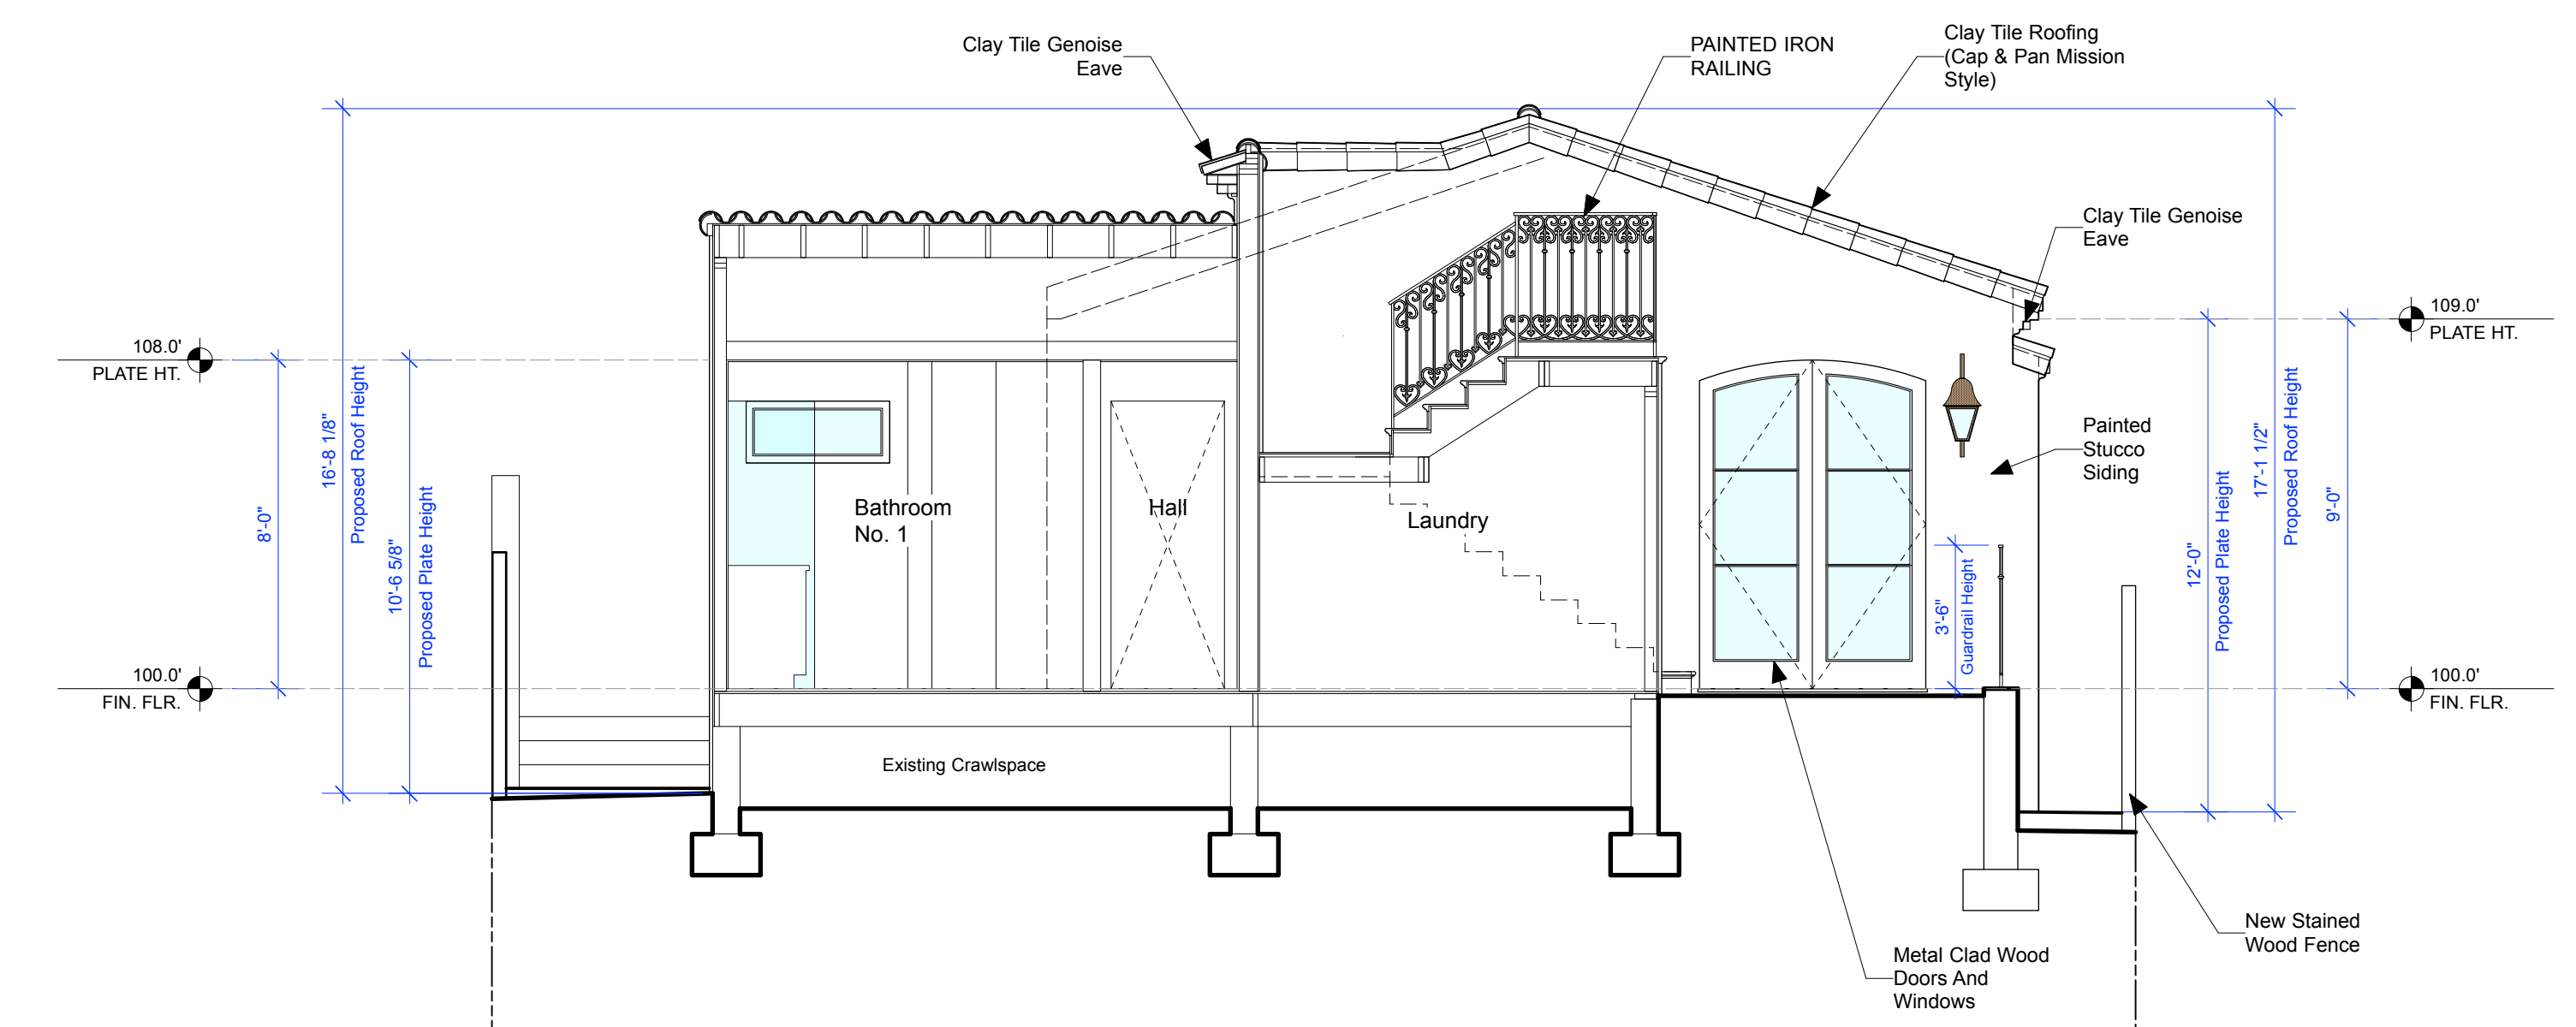 Clay Tile Genoise
Eave
PAINTED IRON
RAILING
Clay Tile Roofing
(Cap & Pan Mission
Style)
Clay Tile Genoise
Eave
108.0'
PLATE HT.
109.0'
PLATE HT.
8'-0"
16'-8 1/8"
Proposed Roof Height
10'-6 5/8"
Proposed Plate Height
Bathroom
No. 1
Hall
Laundry
Painted
Stucco
Siding
3'-6"
Guardrail Height
12'-0"
Proposed Plate Height
17'-1 1/2"
Proposed Roof Height
9'-0"
100.0'
FIN. FLR.
100.0'
FIN. FLR.
Existing Crawlspace
Metal Clad Wood
Doors And
Windows
New Stained
Wood Fence